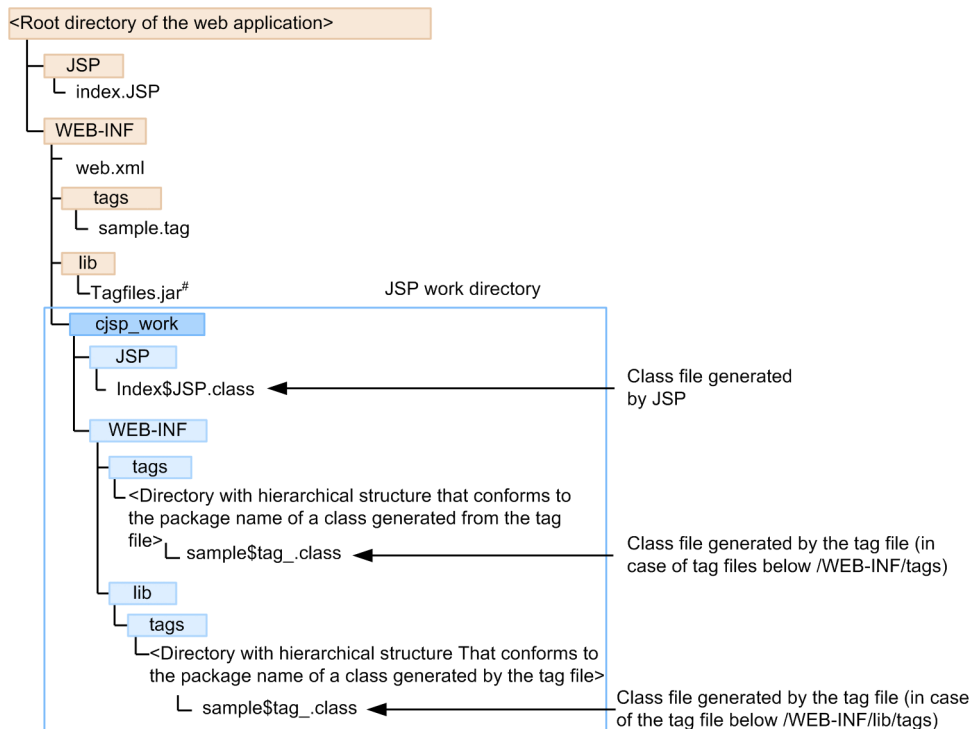 <Root directory of the web application>
JSP
index.JSP
WEB-INF
web.xml
tags
sample.tag
lib
Tagfiles.jar#
JSP work directory
cjsp_work
JSP
Index$JSP.class
Class file generated
by JSP
WEB-INF
tags
<Directory with hierarchical structure that conforms to
the package name of a class generated from the tag
file>
sample$tag_.class
Class file generated by the tag file (in
case of tag files below /WEB-INF/tags)
lib
tags
<Directory with hierarchical structure That conforms to
the package name of a class generated by the tag file>
sample$tag_.class
Class file generated by the tag file (in case
of the tag file below /WEB-INF/lib/tags)